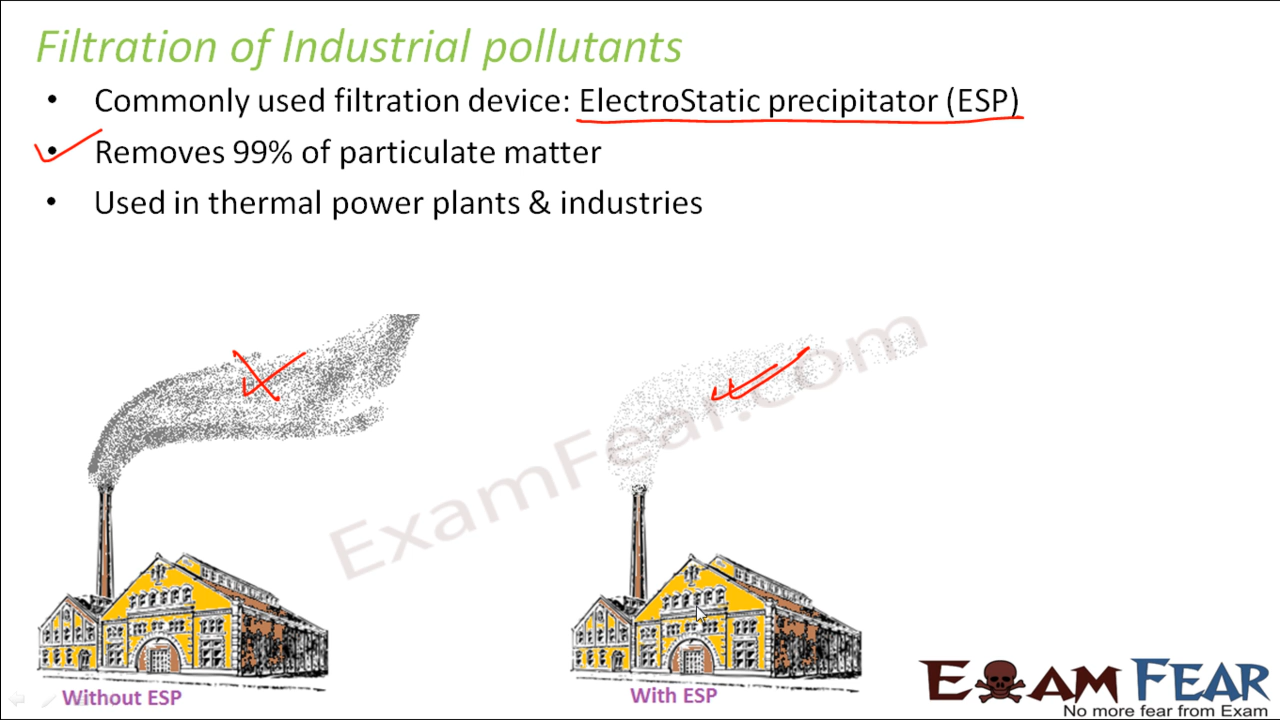 Filtration of Industrial pollutants
• Commonly used filtration device: ElectroStatic precipitator (ESP)
• Removes 99% of particulate matter
• Used in thermal power plants & industries
ExamFear.com
Without ESP
With ESP
EXAM FEAR
No more fear from Exam